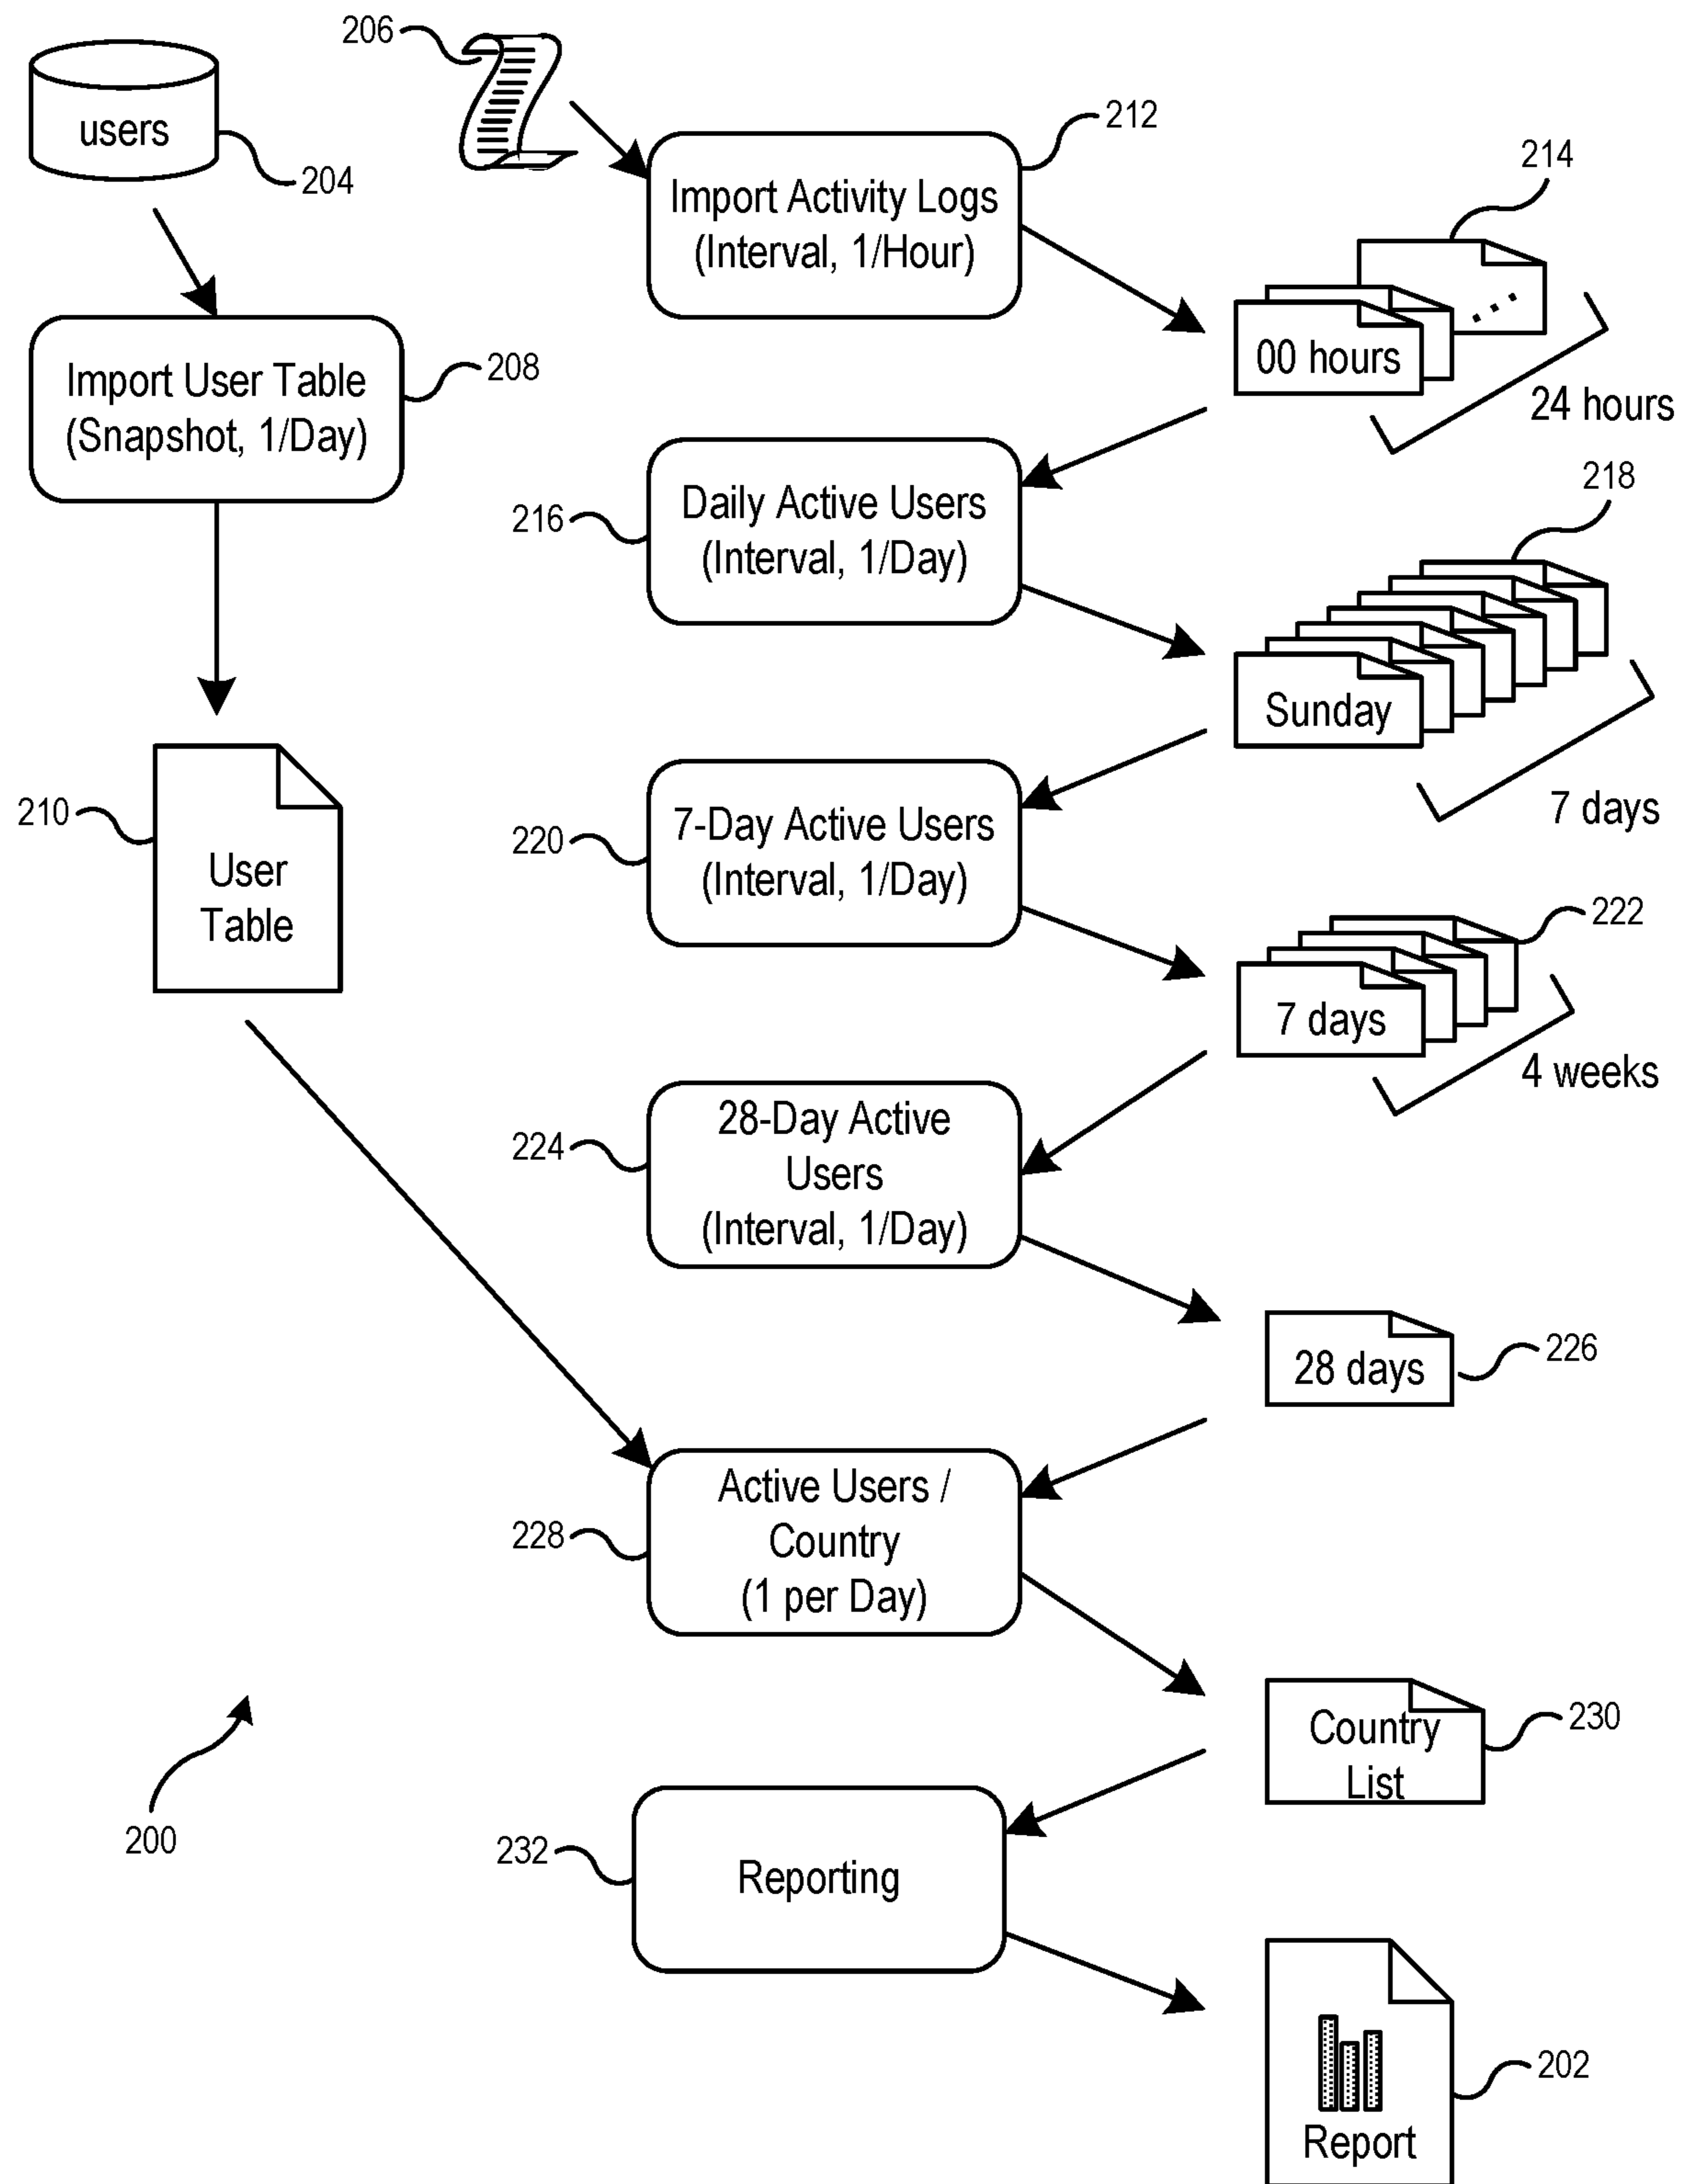 206
users
204
212
Import Activity Logs
(Interval, 1/Hour)
214
00 hours
24 hours
Import User Table
(Snapshot, 1/Day)
208
216
Daily Active Users
(Interval, 1/Day)
218
Sunday
7 days
210
User
Table
220
7-Day Active Users
(Interval, 1/Day)
222
7 days
4 weeks
224
28-Day Active
Users
(Interval, 1/Day)
28 days
226
228
Active Users /
Country
(1 per Day)
Country
List
230
200
232
Reporting
202
Report